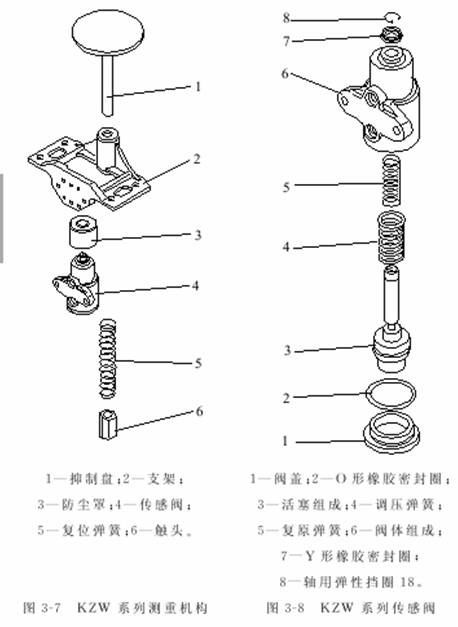 1
2
3
4
5
6
1—抑制盘;2—支架;
3—防尘罩;4—传感阀;
5—复位弹簧;6—触头。
图 3-7 KZW 系列测重机构
8
7
6
5
4
3
2
1
1—阀盖;2—O 形橡胶密封圈;
3—活塞组成;4—调压弹簧;
5—复原弹簧;6—阀体组成;
7—Y 形橡胶密封圈;
8—轴用弹性挡圈 18。
图 3-8 KZW 系列传感阀